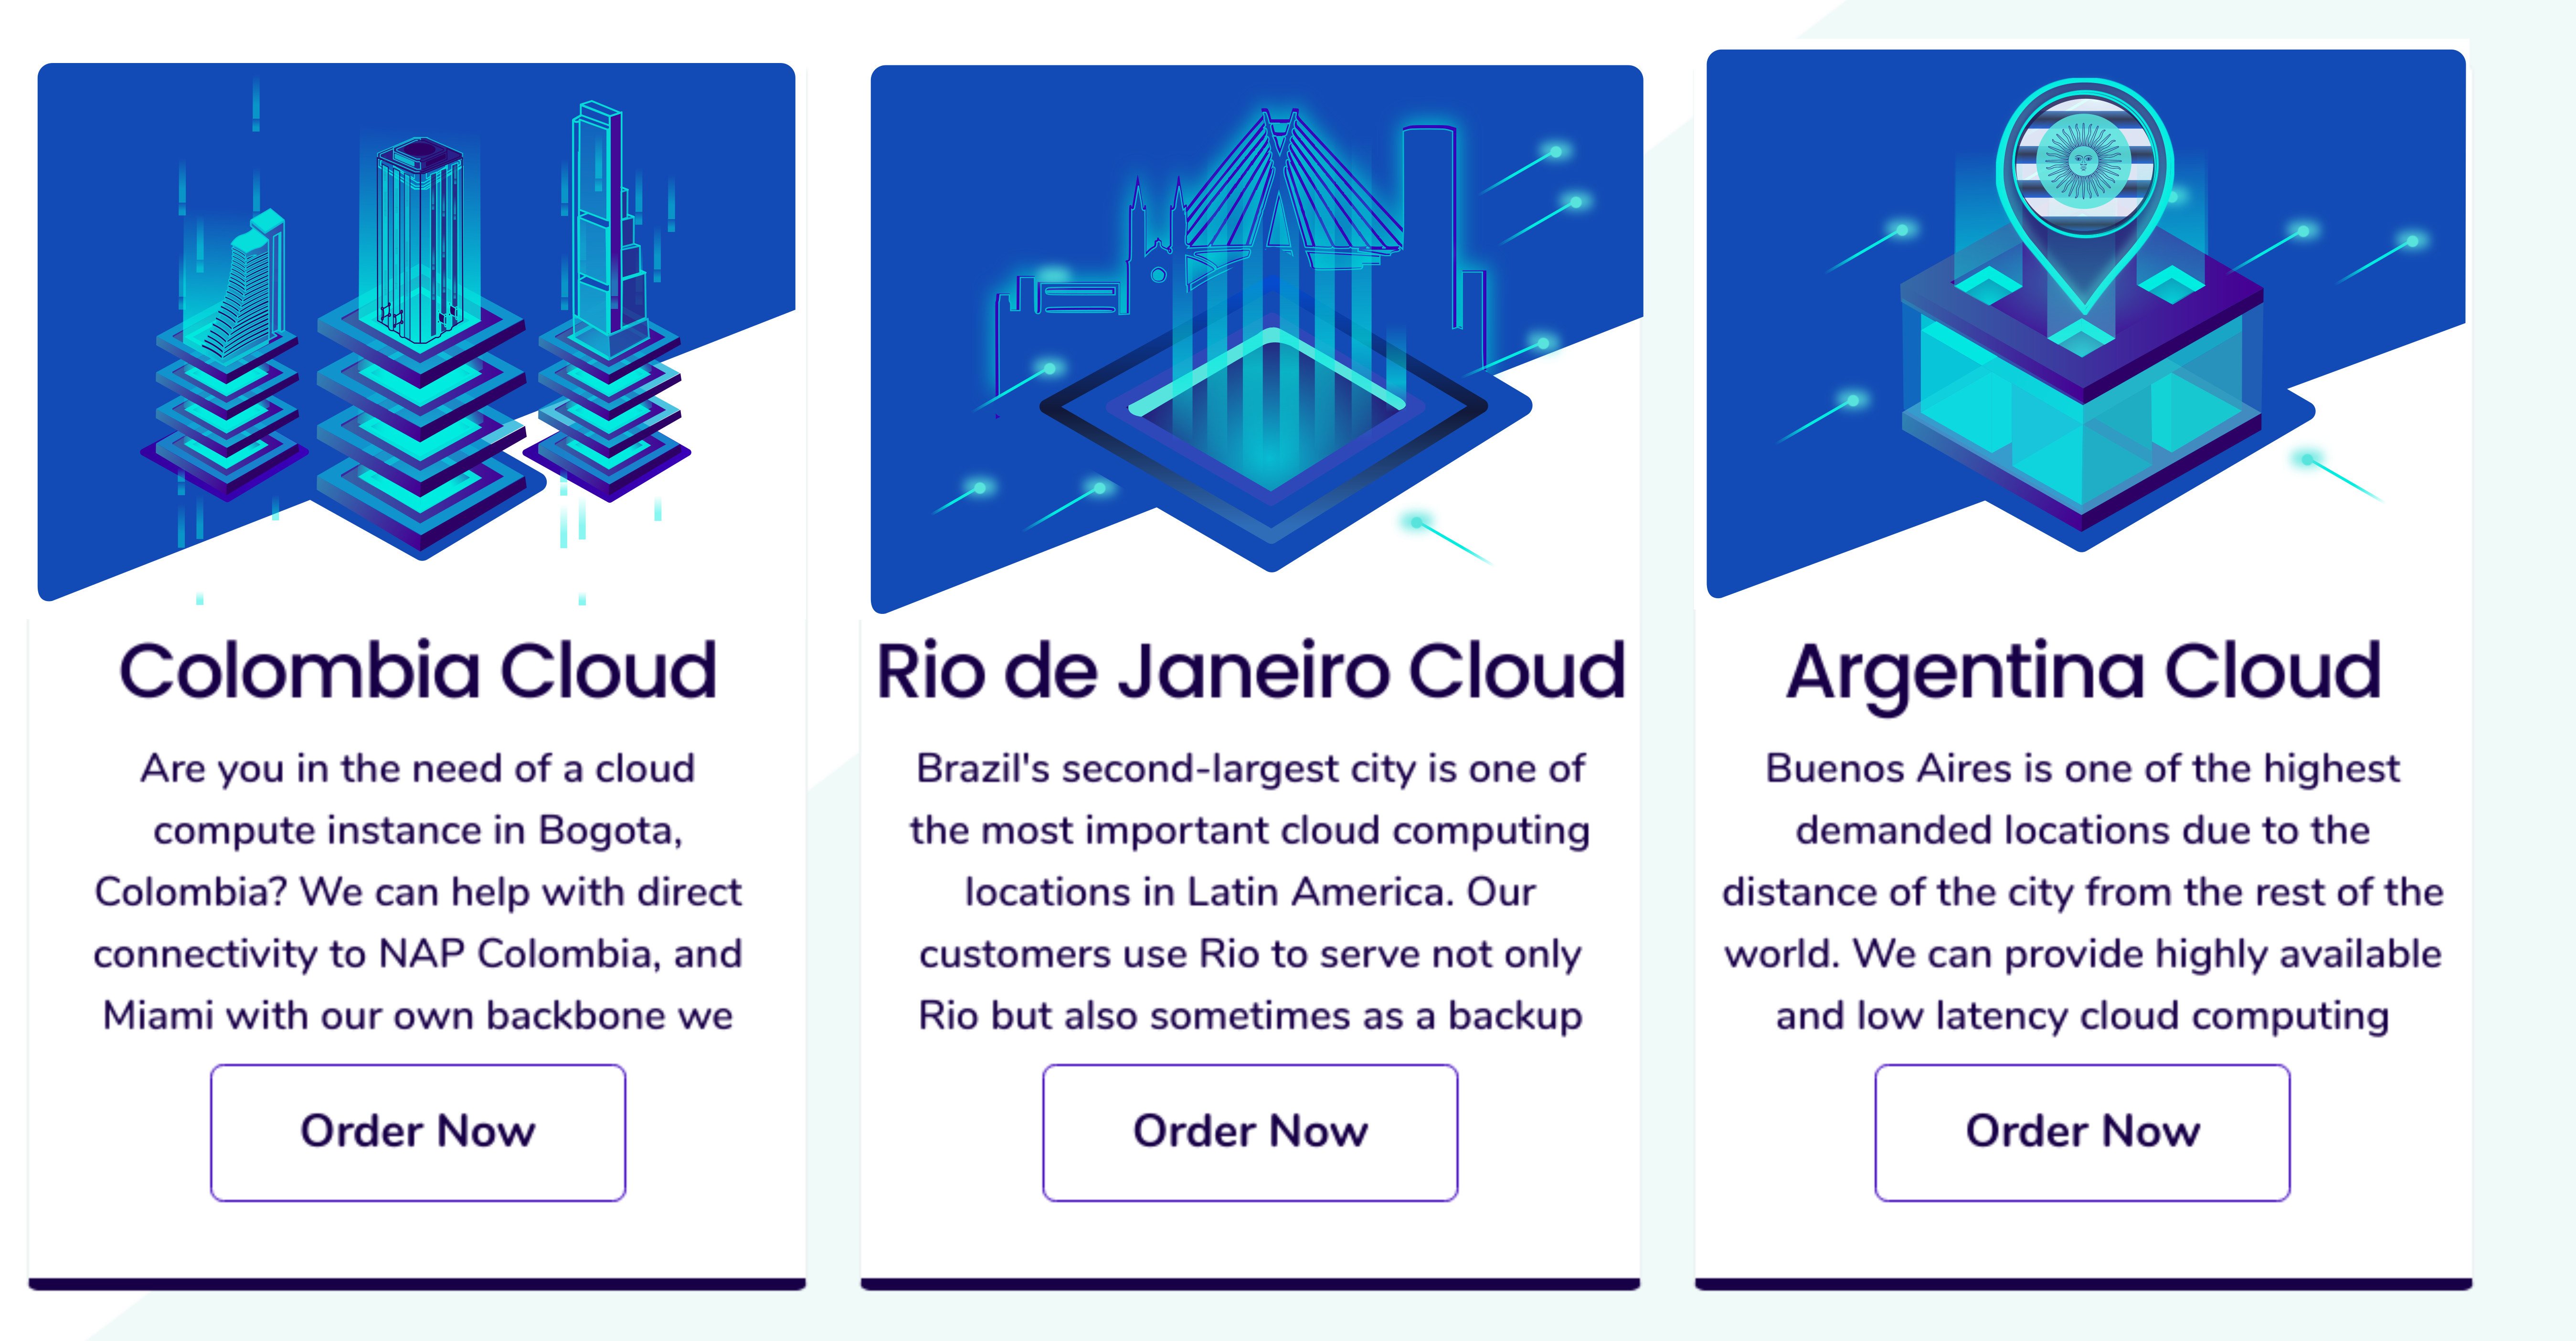 Colombia Cloud
Are you in the need of a cloud
compute instance in Bogota,
Colombia? We can help with direct
connectivity to NAP Colombia, and
Miami with our own backbone we
Order Now
Rio de Janeiro Cloud
Brazil's second-largest city is one of
the most important cloud computing
locations in Latin America. Our
customers use Rio to serve not only
Rio but also sometimes as a backup
Order Now
Argentina Cloud
Buenos Aires is one of the highest
demanded locations due to the
distance of the city from the rest of the
world. We can provide highly available
and low latency cloud computing
Order Now